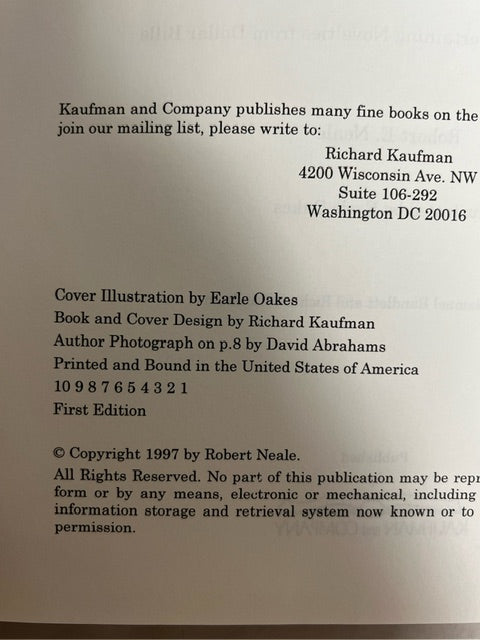 Kaufman and Company publishes many fine books on the
join our mailing list, please write to:
Richard Kaufman
4200 Wisconsin Ave. NW
Suite 106-292
Washington DC 20016
Cover Illustration by Earle Oakes
Book and Cover Design by Richard Kaufman
Author Photograph on p.8 by David Abrahams
Printed and Bound in the United States of America
10 9 8 7 6 5 4 3 2 1
First Edition
© Copyright 1997 by Robert Neale.
All Rights Reserved. No part of this publication may be repr
form or by any means, electronic or mechanical, including
information storage and retrieval system now known or to
permission.